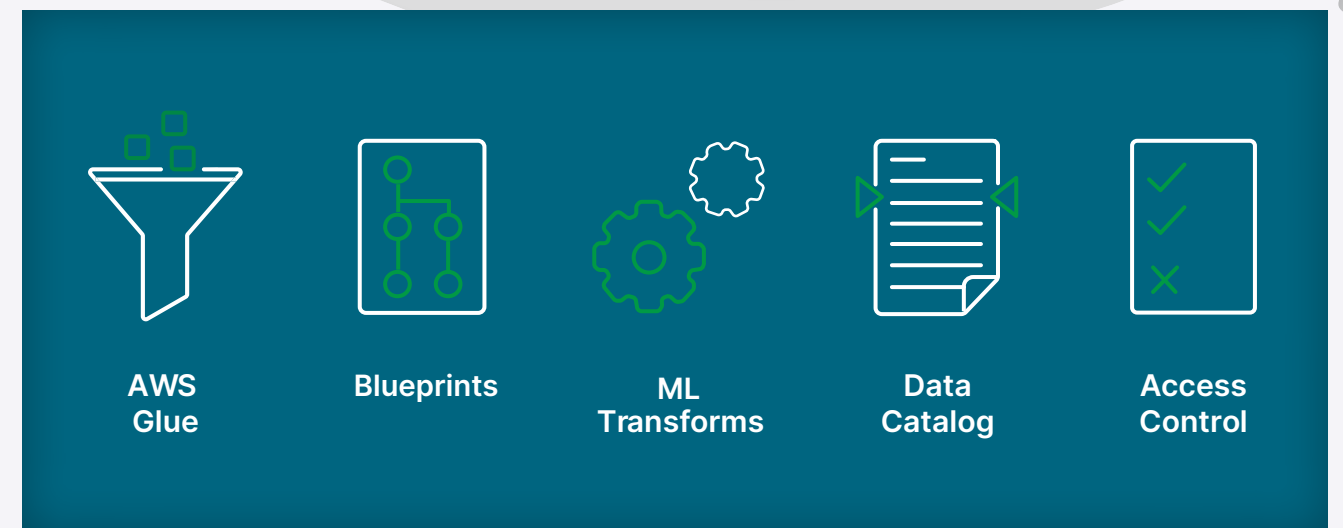 AWS
Glue
Blueprints
ML
Transforms
Data
Catalog
Access
Control